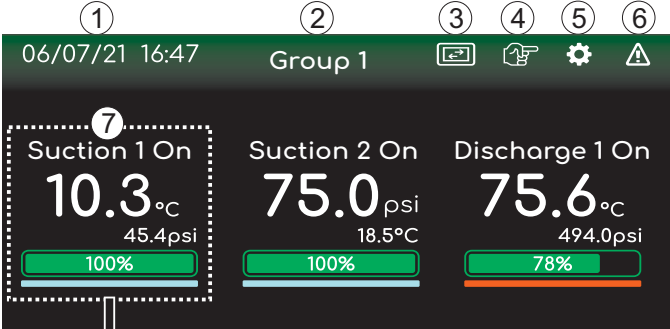 1 2 3 4 5 6
06/07/21 16:47 Group 1
7
Suction 1 On Suction 2 On Discharge 1 On
10.3°C 75.0psi 75.6°C
45.4psi 18.5°C 494.0psi
100% 100% 78%